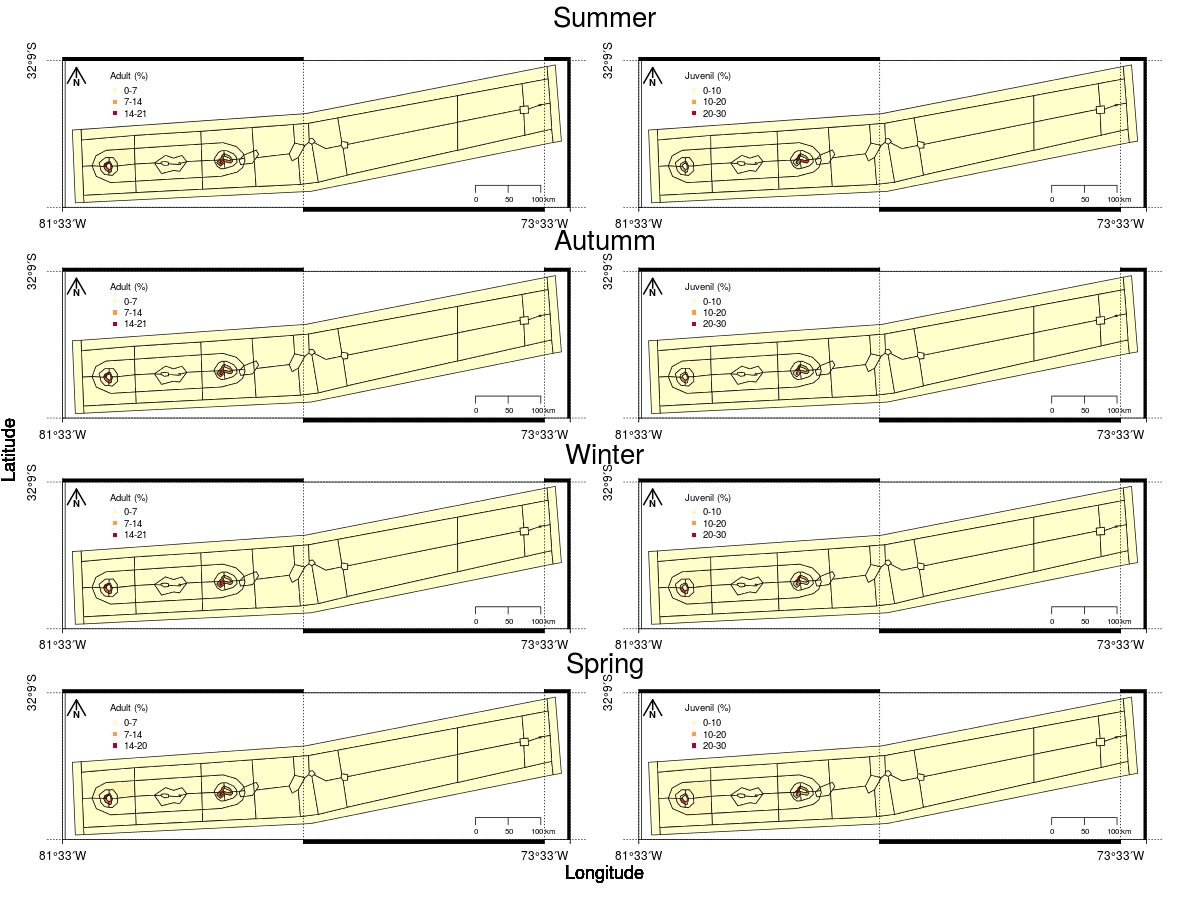 Summer
32°9'S
N
Adult (%)
0-7
7-14
14-21
0 50 100 km
81°33'W 73°33'W
32°9'S
N
Juvenil (%)
0-10
10-20
20-30
0 50 100 km
81°33'W 73°33'W
Autumm
32°9'S
N
Adult (%)
0-7
7-14
14-21
0 50 100 km
81°33'W 73°33'W
32°9'S
N
Juvenil (%)
0-10
10-20
20-30
0 50 100 km
81°33'W 73°33'W
Latitude
Winter
32°9'S
N
Adult (%)
0-7
7-14
14-21
0 50 100 km
81°33'W 73°33'W
32°9'S
N
Juvenil (%)
0-10
10-20
20-30
0 50 100 km
81°33'W 73°33'W
Spring
32°9'S
N
Adult (%)
0-7
7-14
14-20
0 50 100 km
81°33'W 73°33'W
32°9'S
N
Juvenil (%)
0-10
10-20
20-30
0 50 100 km
81°33'W 73°33'W
Longitude